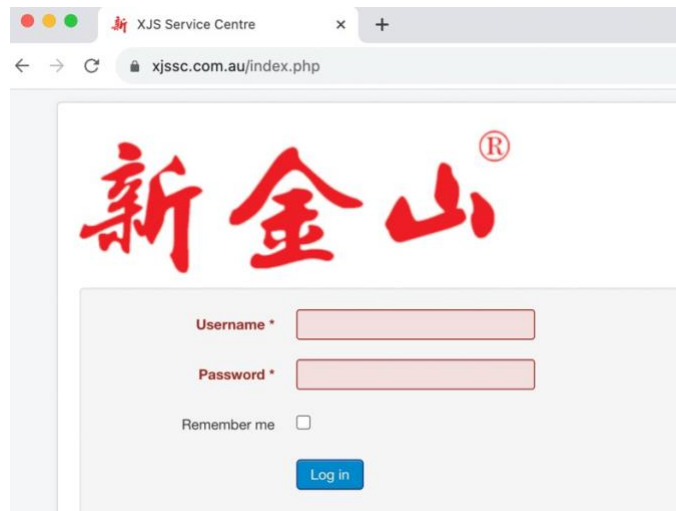 新 XJS Service Centre
xjssc.com.au/index.php
新金山®
Username *
Password *
Remember me
Log in